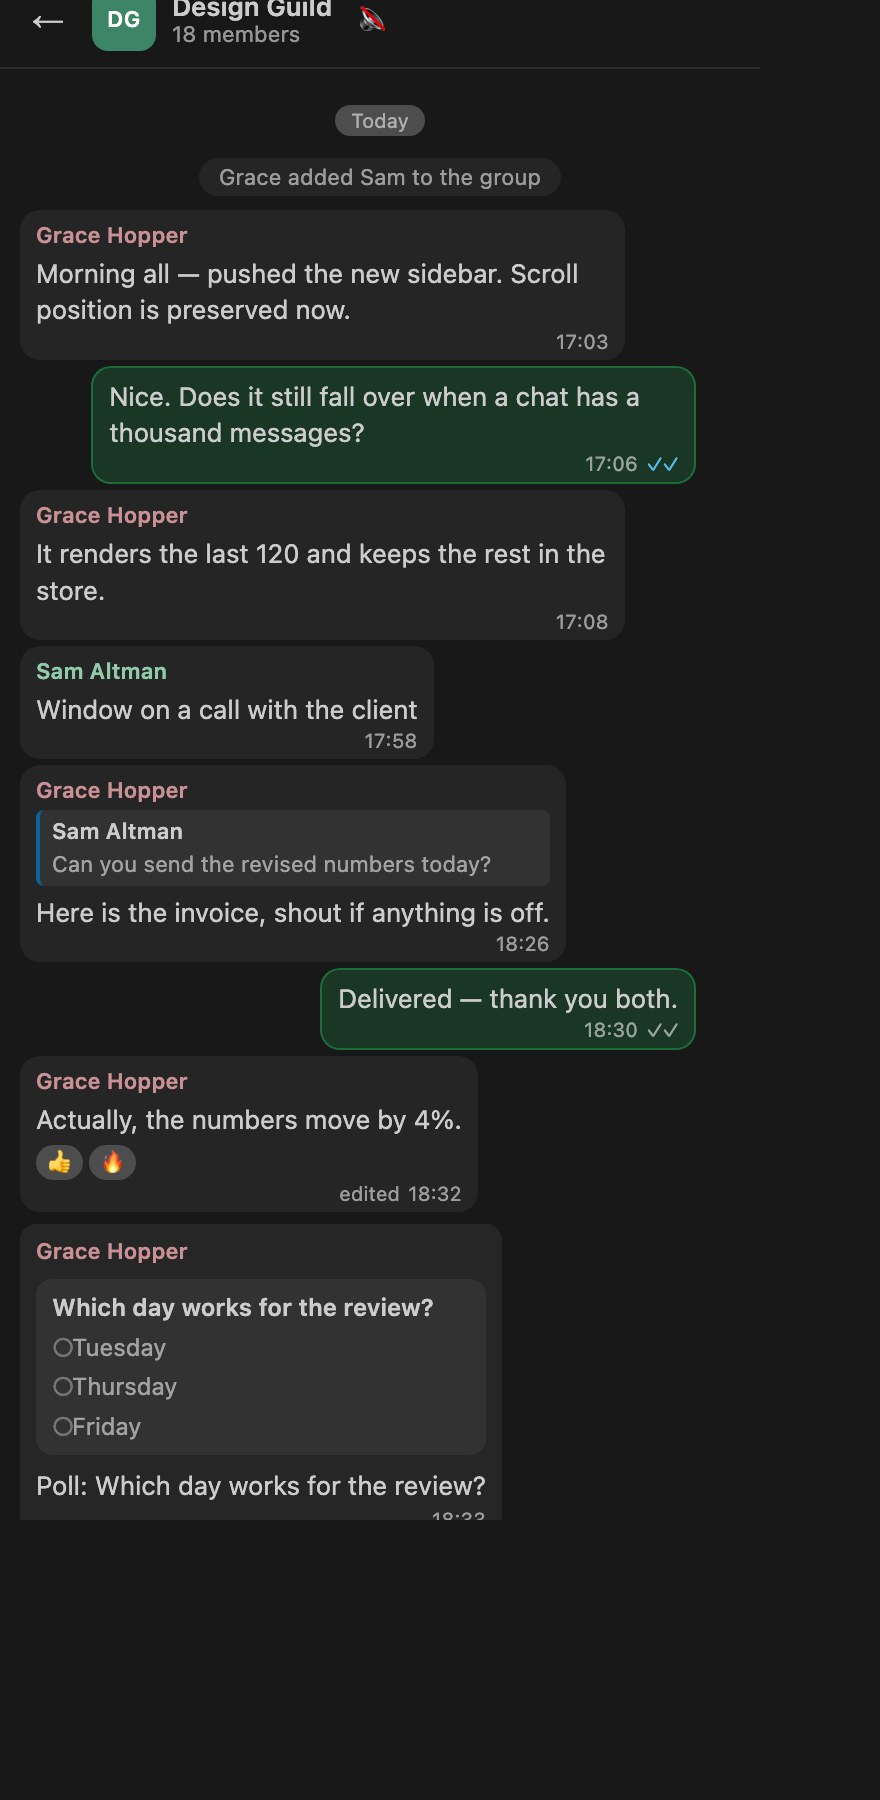 DG
Design Guild
18 members
Today
Grace added Sam to the group
Grace Hopper
Morning all — pushed the new sidebar. Scroll
position is preserved now.
17:03
Nice. Does it still fall over when a chat has a
thousand messages?
17:06
Grace Hopper
It renders the last 120 and keeps the rest in the
store.
17:08
Sam Altman
Window on a call with the client
17:58
Grace Hopper
Sam Altman
Can you send the revised numbers today?
Here is the invoice, shout if anything is off.
18:26
Delivered — thank you both.
18:30
Grace Hopper
Actually, the numbers move by 4%.
edited 18:32
Grace Hopper
Which day works for the review?
Tuesday
Thursday
Friday
Poll: Which day works for the review?
18:33